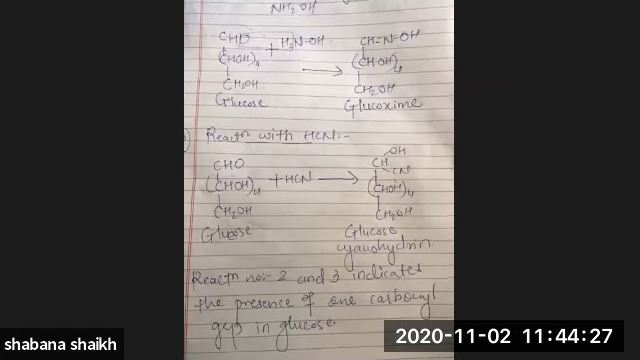 NH2OH
CHO + H2N-OH CH=N-OH
(CHOH)4 → (CHOH)4
CH2OH CH2OH
Glucose Glucoxime
Reactn with HCN:-
CHO OH
+ HCN → CH CN
(CHOH)4 (CHOH)4
CH2OH CH2OH
Glucose Glucose
cyanohydrin
Reactn no:- 2 and 3 indicates
the presence of one carbonyl
gep in glucose
shabana shaikh
2020-11-02 11:44:27